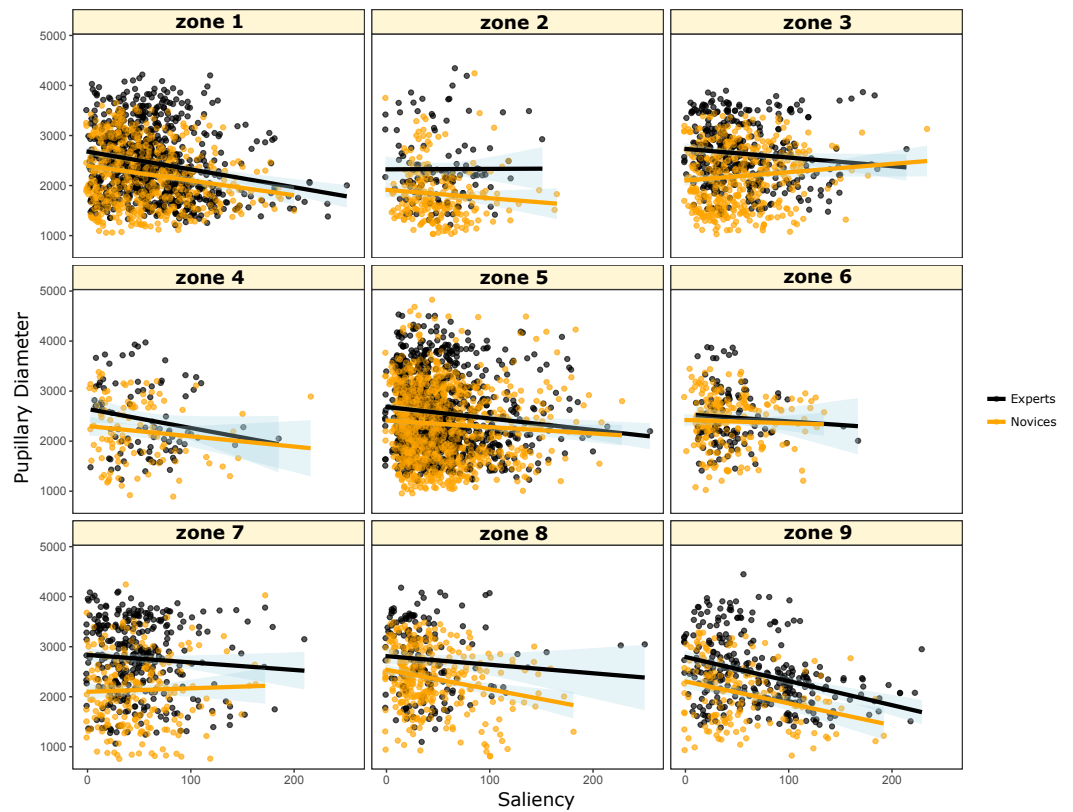 zone 1
zone 2
zone 3
5000
4000
3000
2000
1000
zone 4
zone 5
zone 6
5000
4000
3000
2000
1000
Pupillary Diameter
Experts
Novices
zone 7
zone 8
zone 9
5000
4000
3000
2000
1000
0 100 200
0 100 200
0 100 200
Saliency